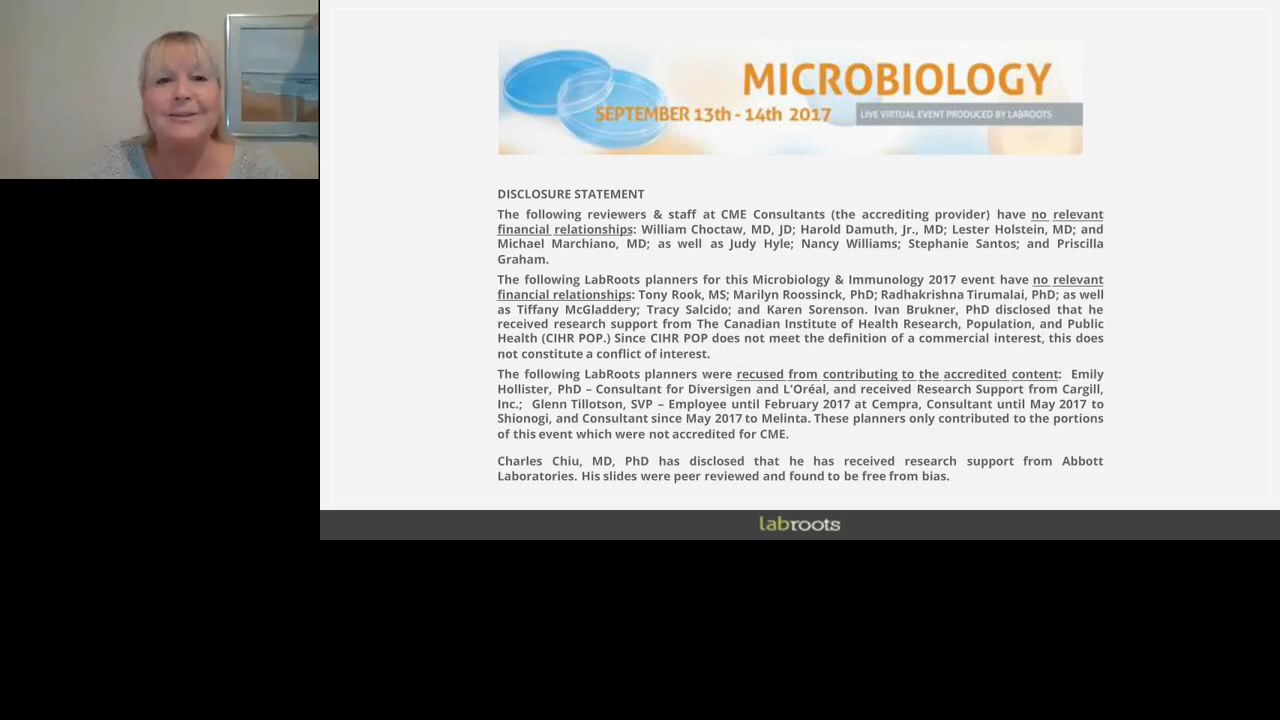 MICROBIOLOGY
SEPTEMBER 13th - 14th 2017
LIVE VIRTUAL EVENT PRODUCED BY LABROOTS
DISCLOSURE STATEMENT
The following reviewers & staff at CME Consultants (the accrediting provider) have no relevant
financial relationships: William Choctaw, MD, JD; Harold Damuth, Jr., MD; Lester Holstein, MD; and
Michael Marchiano, MD; as well as Judy Hyle; Nancy Williams; Stephanie Santos; and Priscilla
Graham.
The following LabRoots planners for this Microbiology & Immunology 2017 event have no relevant
financial relationships: Tony Rook, MS; Marilyn Roossinck, PhD; Radhakrishna Tirumalai, PhD; as well
as Tiffany McGladdery; Tracy Salcido; and Karen Sorenson. Ivan Brukner, PhD disclosed that he
received research support from The Canadian Institute of Health Research, Population, and Public
Health (CIHR POP.) Since CIHR POP does not meet the definition of a commercial interest, this does
not constitute a conflict of interest.
The following LabRoots planners were recused from contributing to the accredited content: Emily
Hollister, PhD – Consultant for Diversigen and L'Oréal, and received Research Support from Cargill,
Inc.; Glenn Tillotson, SVP – Employee until February 2017 at Cempra, Consultant until May 2017 to
Shionogi, and Consultant since May 2017 to Melinta. These planners only contributed to the portions
of this event which were not accredited for CME.
Charles Chiu, MD, PhD has disclosed that he has received research support from Abbott
Laboratories. His slides were peer reviewed and found to be free from bias.
labroots